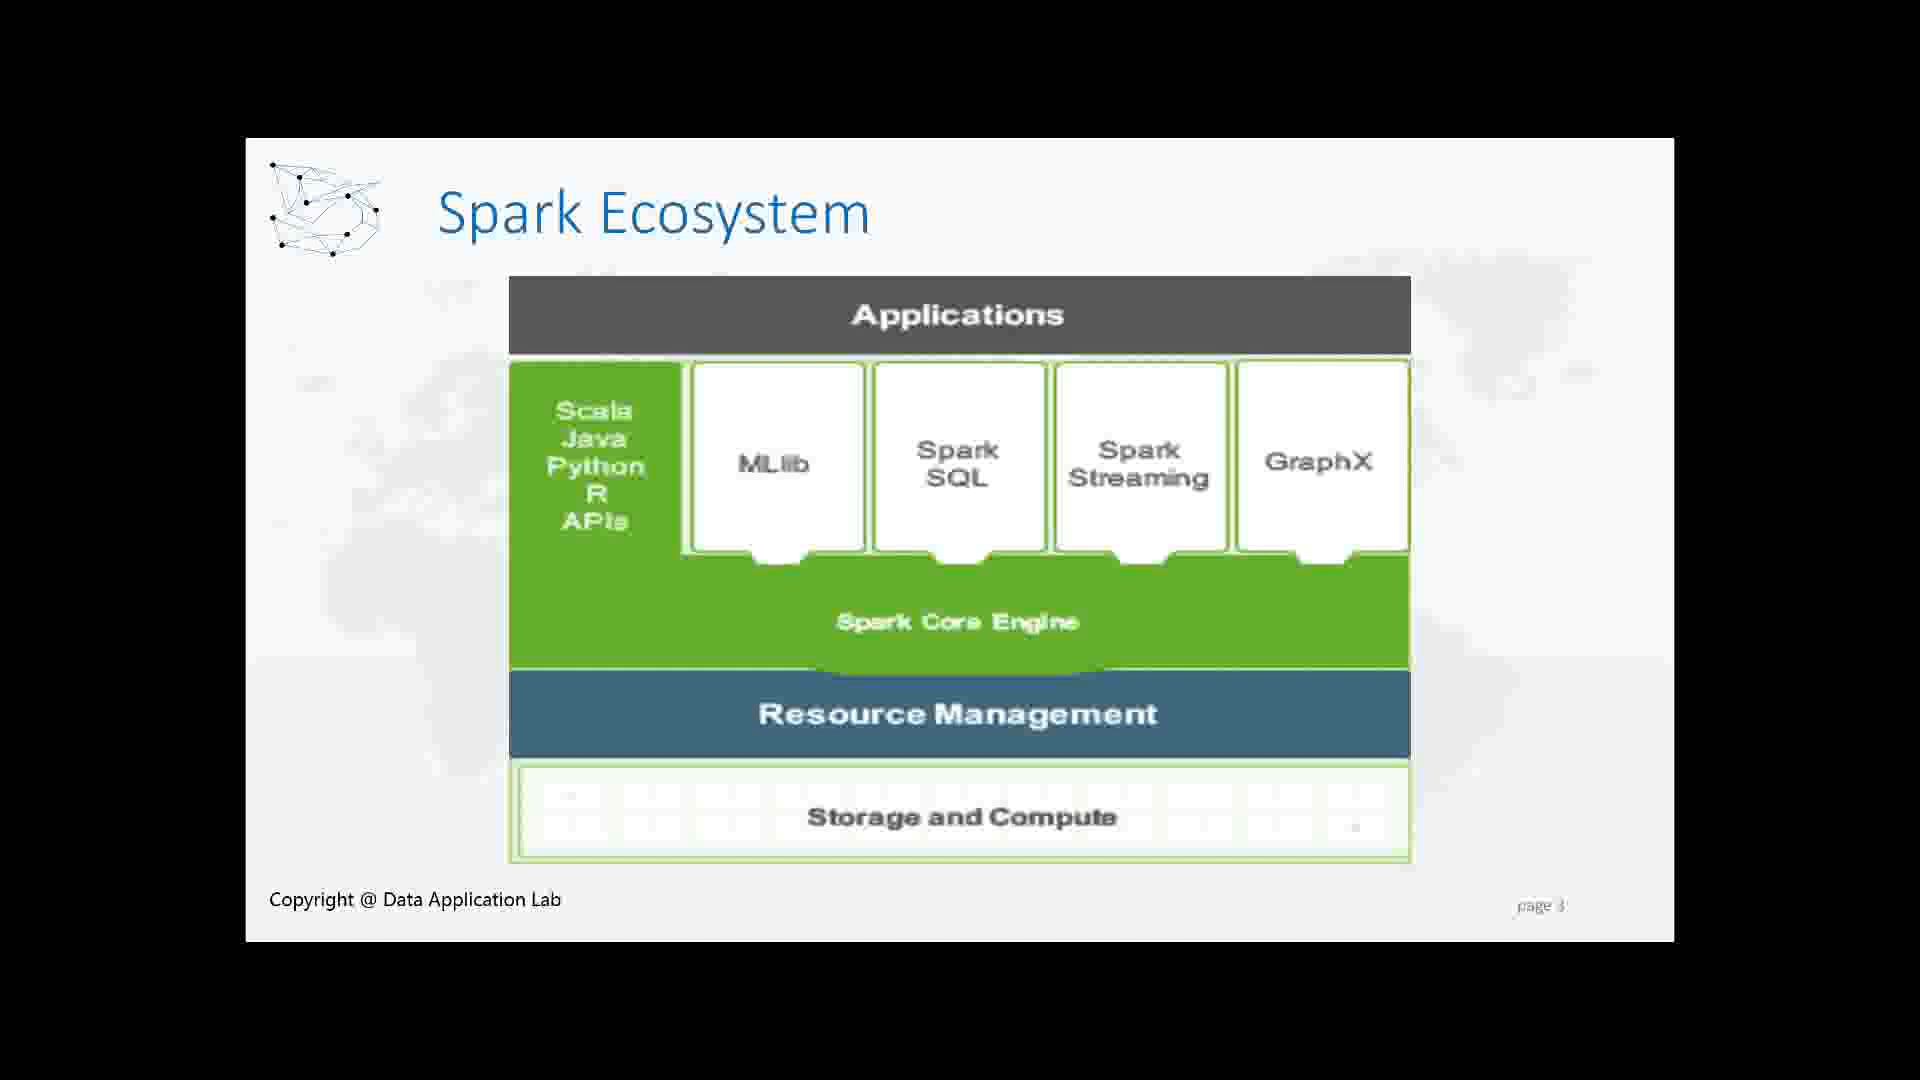 Spark Ecosystem
Applications
Scala
Java
Python
R
APIs
MLlib
Spark
SQL
Spark
Streaming
GraphX
Spark Core Engine
Resource Management
Storage and Compute
Copyright @ Data Application Lab
page 3